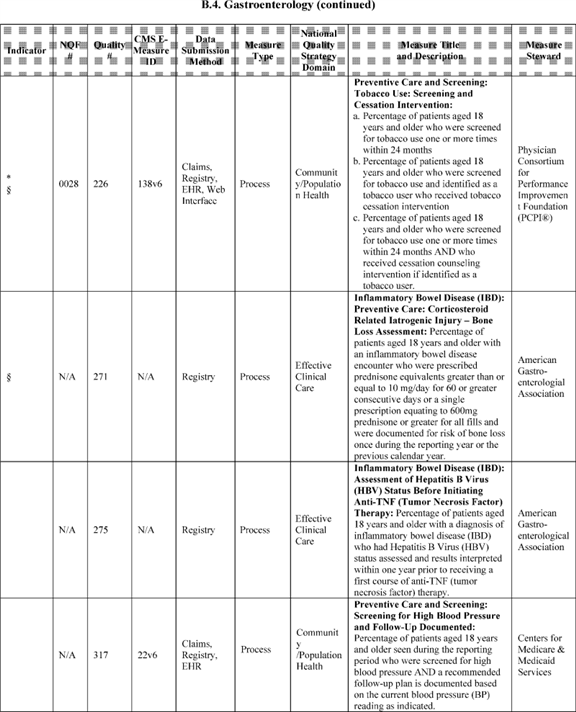 B.4. Gastroenterology (continued)
Indicator
NQF
#
Quality
#
CMS E-
Measure
ID
Data
Submission
Method
Measure
Type
National
Quality
Strategy
Domain
Measure Title
and Description
Measure
Steward
*
§
0028
226
138v6
Claims,
Registry,
EHR, Web
Interface
Process
Communit
y/Populatio
n Health
Preventive Care and Screening:
Tobacco Use: Screening and
Cessation Intervention:
a. Percentage of patients aged 18
years and older who were screened
for tobacco use one or more times
within 24 months
b. Percentage of patients aged 18
years and older who were screened
for tobacco use and identified as a
tobacco user who received tobacco
cessation intervention
c. Percentage of patients aged 18
years and older who were screened
for tobacco use one or more times
within 24 months AND who
received cessation counseling
intervention if identified as a
tobacco user.
Physician
Consortium
for
Performance
Improvemen
t Foundation
(PCPI®)
§
N/A
271
N/A
Registry
Process
Effective
Clinical
Care
Inflammatory Bowel Disease (IBD):
Preventive Care: Corticosteroid
Related Iatrogenic Injury – Bone
Loss Assessment: Percentage of
patients aged 18 years and older with
an inflammatory bowel disease
encounter who were prescribed
prednisone equivalents greater than or
equal to 10 mg/day for 60 or greater
consecutive days or a single
prescription equating to 600mg
prednisone or greater for all fills and
were documented for risk of bone loss
once during the reporting year or the
previous calendar year.
American
Gastro-
enterological
Association
N/A
275
N/A
Registry
Process
Effective
Clinical
Care
Inflammatory Bowel Disease (IBD):
Assessment of Hepatitis B Virus
(HBV) Status Before Initiating
Anti-TNF (Tumor Necrosis Factor)
Therapy: Percentage of patients aged
18 years and older with a diagnosis of
inflammatory bowel disease (IBD)
who had Hepatitis B Virus (HBV)
status assessed and results interpreted
within one year prior to receiving a
first course of anti-TNF (tumor
necrosis factor) therapy.
American
Gastro-
enterological
Association
N/A
317
22v6
Claims,
Registry,
EHR
Process
Communit
y
/Population
Health
Preventive Care and Screening:
Screening for High Blood Pressure
and Follow-Up Documented:
Percentage of patients aged 18 years
and older seen during the reporting
period who were screened for high
blood pressure AND a recommended
follow-up plan is documented based
on the current blood pressure (BP)
reading as indicated.
Centers for
Medicare &
Medicaid
Services